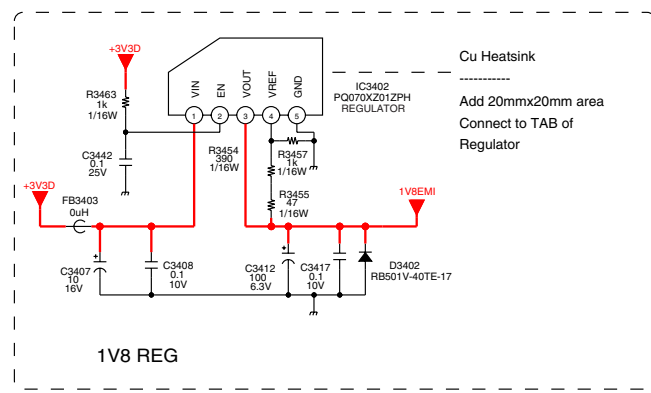 +3V3D
R3463
1k
1/16W
C3442
0.1
25V
+3V3D
FB3403
0uH
C3407
10
16V
C3408
0.1
10V
VIN
EN
VOUT
VREF
GND
1
2
3
4
5
IC3402
PQ070XZ01ZPH
REGULATOR
R3454
390
1/16W
R3457
1k
1/16W
R3455
47
1/16W
1V8EMI
C3412
100
6.3V
C3417
0.1
10V
D3402
RB501V-40TE-17
Cu Heatsink
-----------
Add 20mmx20mm area
Connect to TAB of
Regulator
1V8 REG